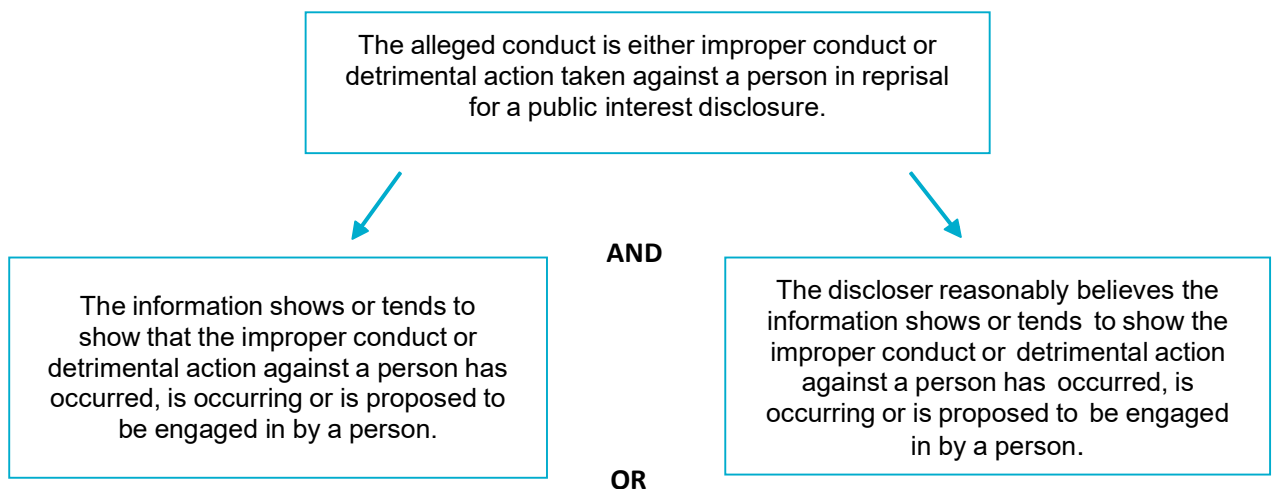 The alleged conduct is either improper conduct or
detrimental action taken against a person in reprisal
for a public interest disclosure.
AND
The information shows or tends to
show that the improper conduct or
detrimental action against a person has
occurred, is occurring or is proposed to
be engaged in by a person.
The discloser reasonably believes the
information shows or tends to show the
improper conduct or detrimental action
against a person has occurred, is
occurring or is proposed to be engaged
in by a person.
OR